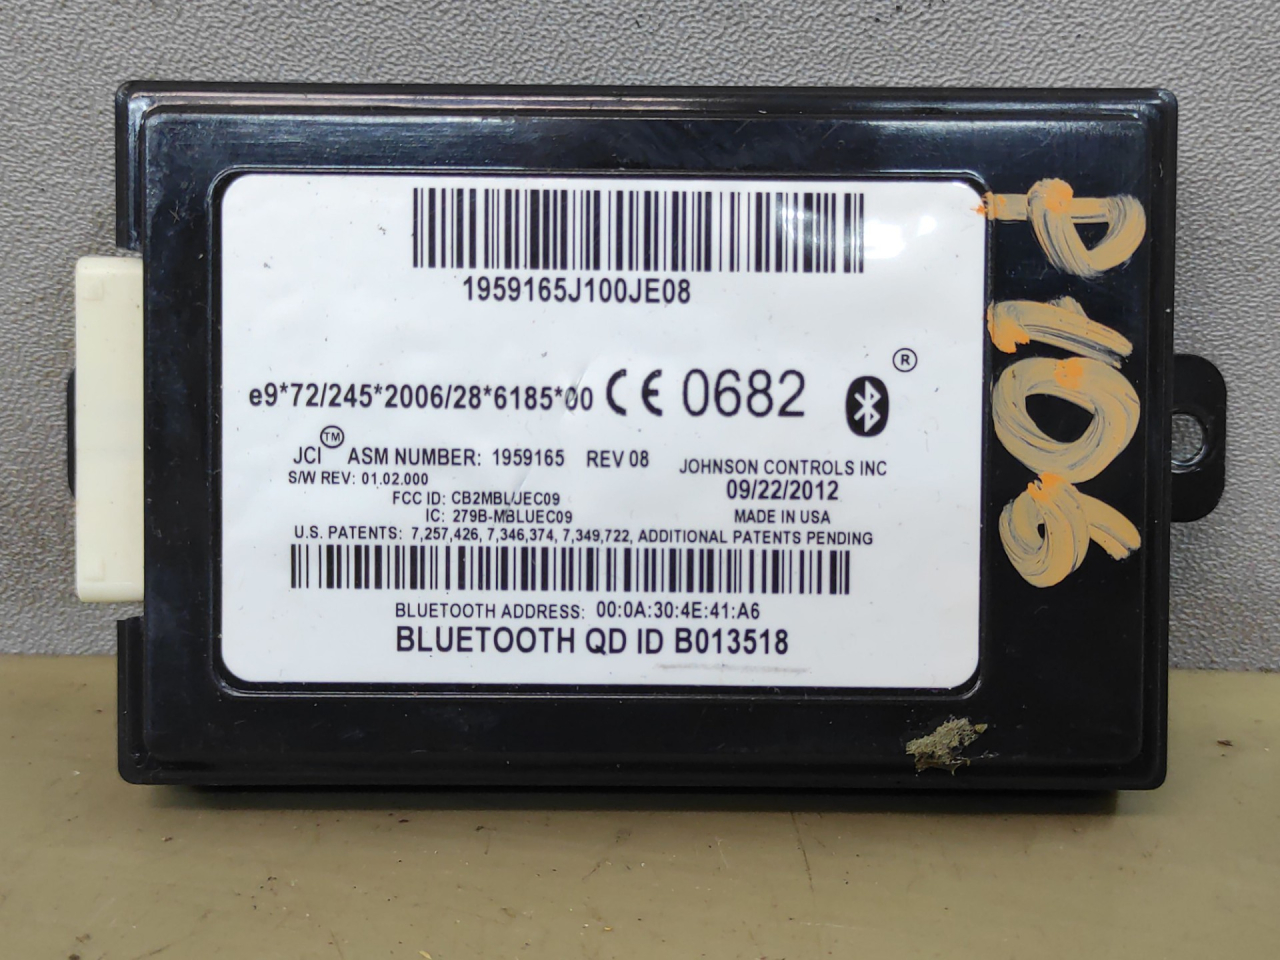 1959165J100JE08
e9*72/245*2006/28*6185*00 CE 0682 ®
JCI™ ASM NUMBER: 1959165 REV 08 JOHNSON CONTROLS INC
S/W REV: 01.02.000 09/22/2012
FCC ID: CB2MBLUEC09
IC: 279B-MBLUEC09 MADE IN USA
U.S. PATENTS: 7,257,426, 7,346,374, 7,349,722, ADDITIONAL PATENTS PENDING
BLUETOOTH ADDRESS: 00:0A:30:4E:41:A6
BLUETOOTH QD ID B013518